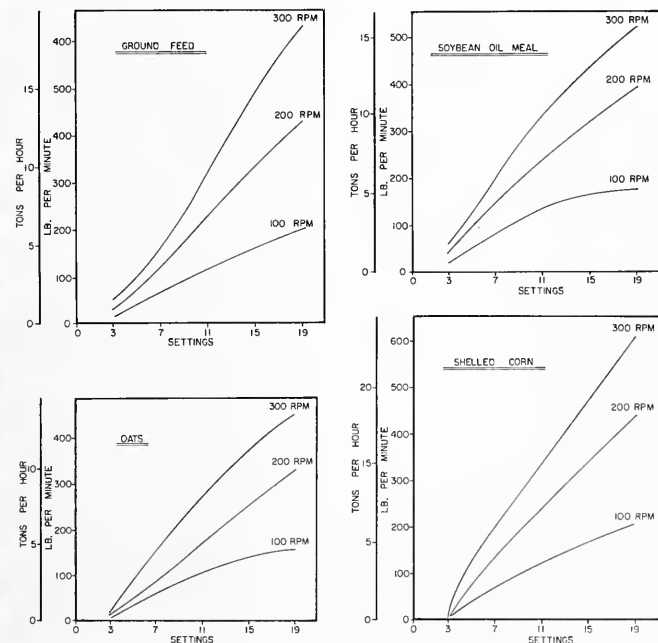 GROUND FEED
300 RPM
200 RPM
100 RPM
TONS PER HOUR
15
10
5
0
LB. PER MINUTE
400
500
400
300
200
100
0
0 3 7 11 15 19
SETTINGS
SOYBEAN OIL MEAL
300 RPM
200 RPM
100 RPM
TONS PER HOUR
15
10
5
0
LB. PER MINUTE
500
400
300
200
100
0
0 3 7 11 15 19
SETTINGS
OATS
300 RPM
200 RPM
100 RPM
TONS PER HOUR
10
5
0
LB. PER MINUTE
400
300
200
100
0
0 3 7 11 15 19
SETTINGS
SHELLED CORN
300 RPM
200 RPM
100 RPM
TONS PER HOUR
20
15
5
0
LB. PER MINUTE
600
500
400
300
200
100
0
0 3 7 11 15 19
SETTINGS